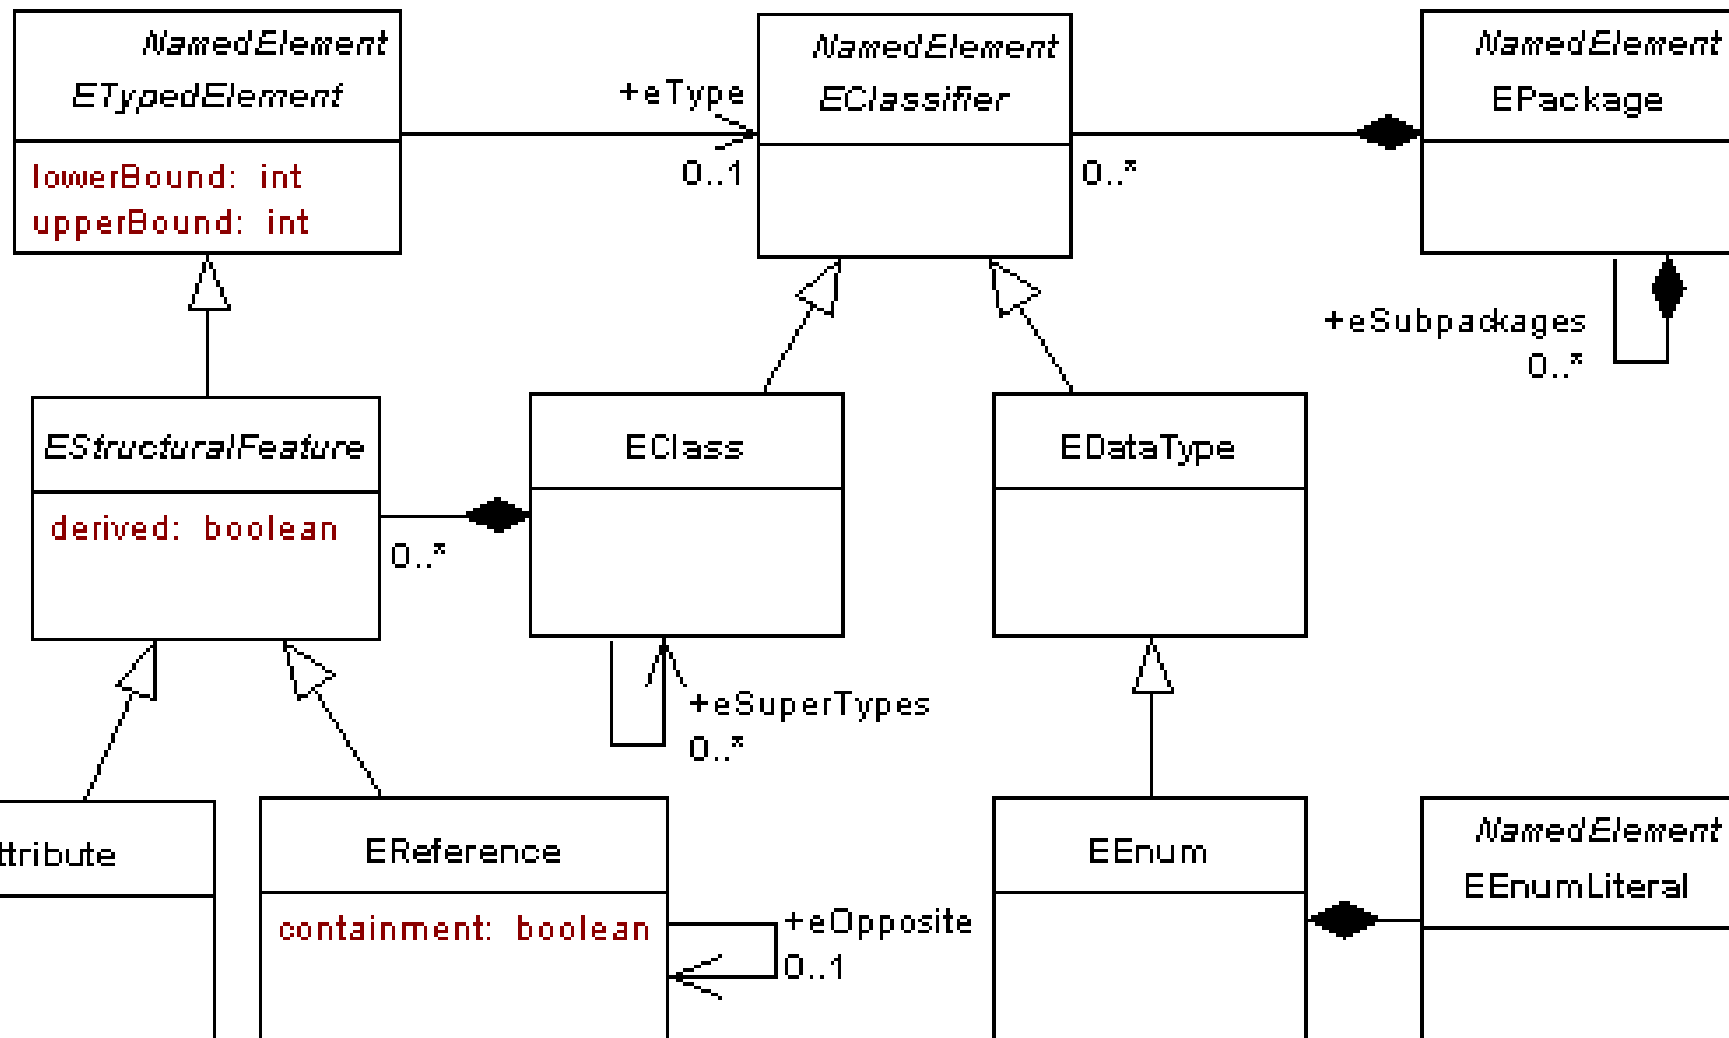 NamedElement
ETypedElement
lowerBound: int
upperBound: int
+eType
0..1
NamedElement
EClassifier
0..*
NamedElement
EPackage
+eSubpackages
0..*
EStructuralFeature
derived: boolean
0..*
EClass
+eSuperTypes
0..*
EDataType
ttribute
EReference
containment: boolean
+eOpposite
0..1
EEnum
NamedElement
EEnumLiteral